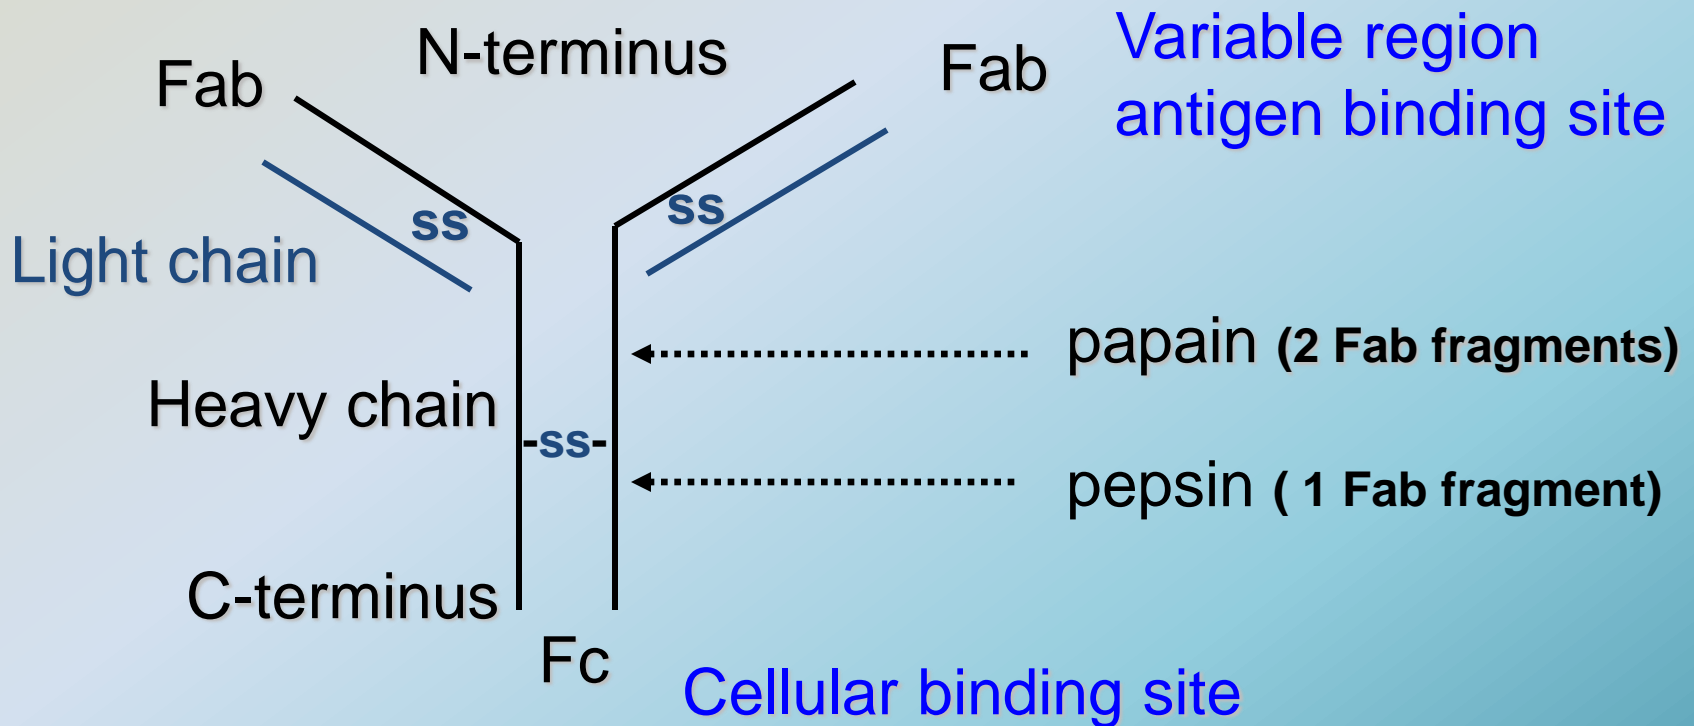 N-terminus
Fab
Fab
Variable region
antigen binding site
ss
ss
Light chain
papain (2 Fab fragments)
Heavy chain
-ss-
pepsin ( 1 Fab fragment)
C-terminus
Fc
Cellular binding site